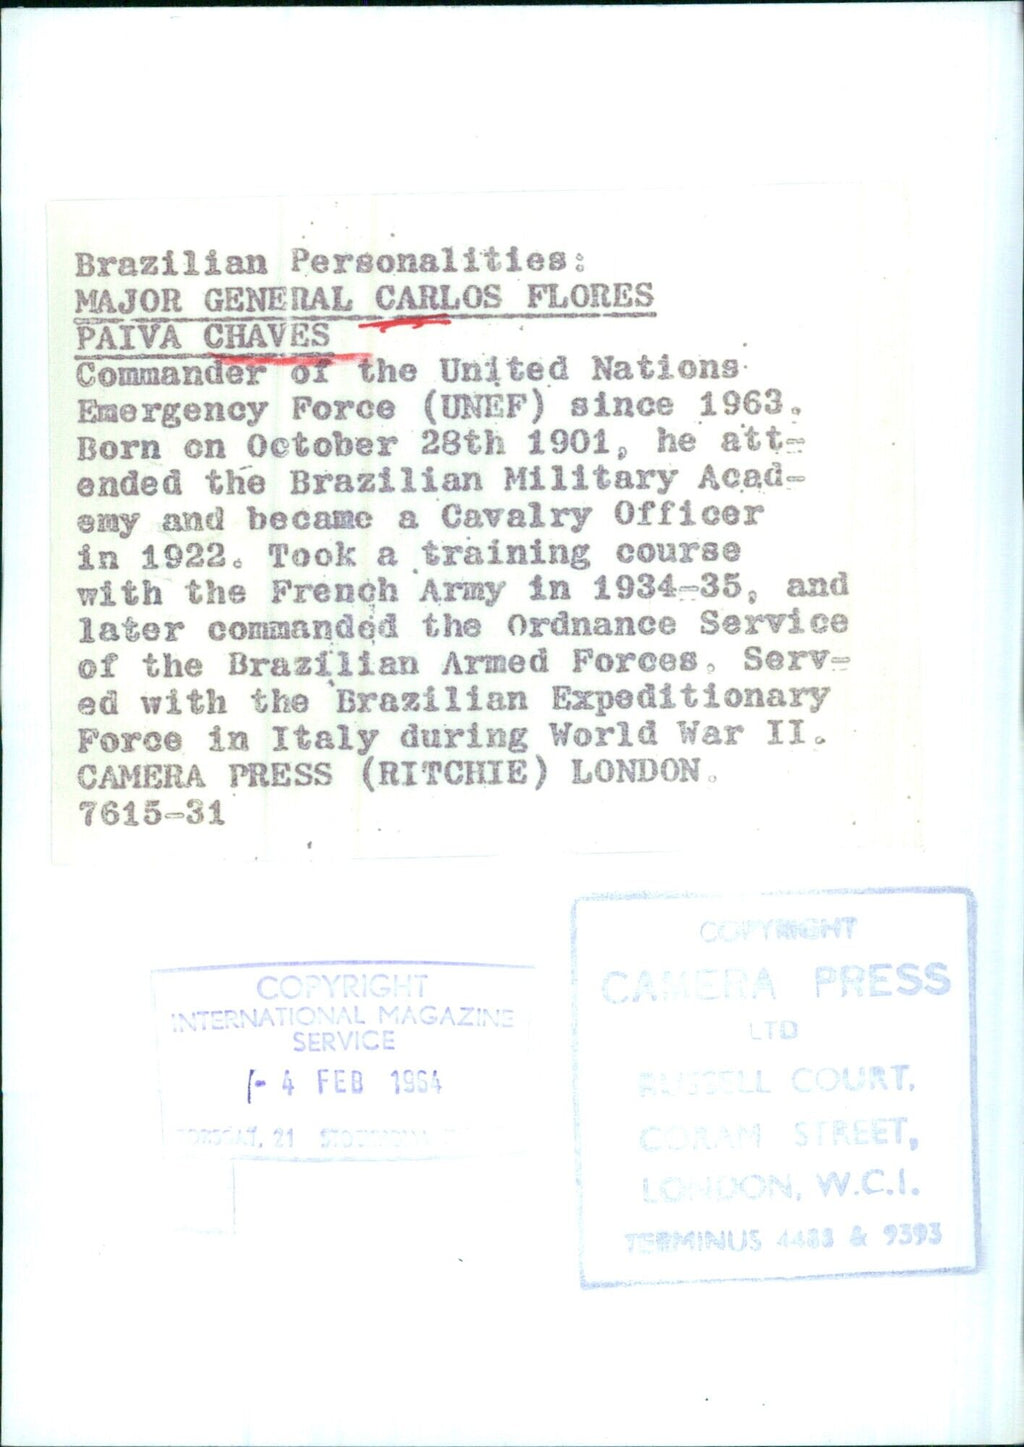 Brazilian Personalities:
MAJOR GENERAL CARLOS FLORES
PAIVA CHAVES
Commander of the United Nations
Emergency Force (UNEF) since 1963.
Born on October 28th 1901, he att-
ended the Brazilian Military Acad-
emy and became a Cavalry Officer
in 1922. Took a training course
with the French Army in 1934-35, and
later commanded the Ordnance Service
of the Brazilian Armed Forces. Serv-
ed with the Brazilian Expeditionary
Force in Italy during World War II.
CAMERA PRESS (RITCHIE) LONDON.
7615-31
COPYRIGHT
INTERNATIONAL MAGAZINE
SERVICE
- 4 FEB 1964
21
COPYRIGHT
CAMERA PRESS
LTD
RUSSELL COURT,
CORAM STREET,
LONDON, W.C.1.
TERMINUS 4488 & 9393